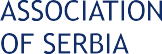 ASSOCIATION
OF SERBIA